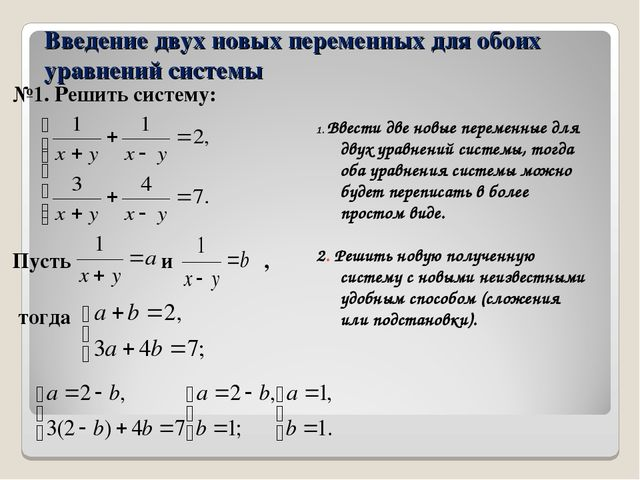 Введение двух новых переменных для обоих
уравнений системы
№1. Решить систему:
1/(x + y) + 1/(x − y) = 2,
3/(x + y) + 4/(x − y) = 7.
1. Ввести две новые переменные для
двух уравнений системы, тогда
оба уравнения системы можно
будет переписать в более
простом виде.
Пусть 1/(x + y) = a и 1/(x − y) = b ,
2. Решить новую полученную
систему с новыми неизвестными
удобным способом (сложения
или подстановки).
тогда
a + b = 2,
3a + 4b = 7;
a = 2 − b, a = 2 − b, a = 1,
3(2 − b) + 4b = 7 b = 1; b = 1.